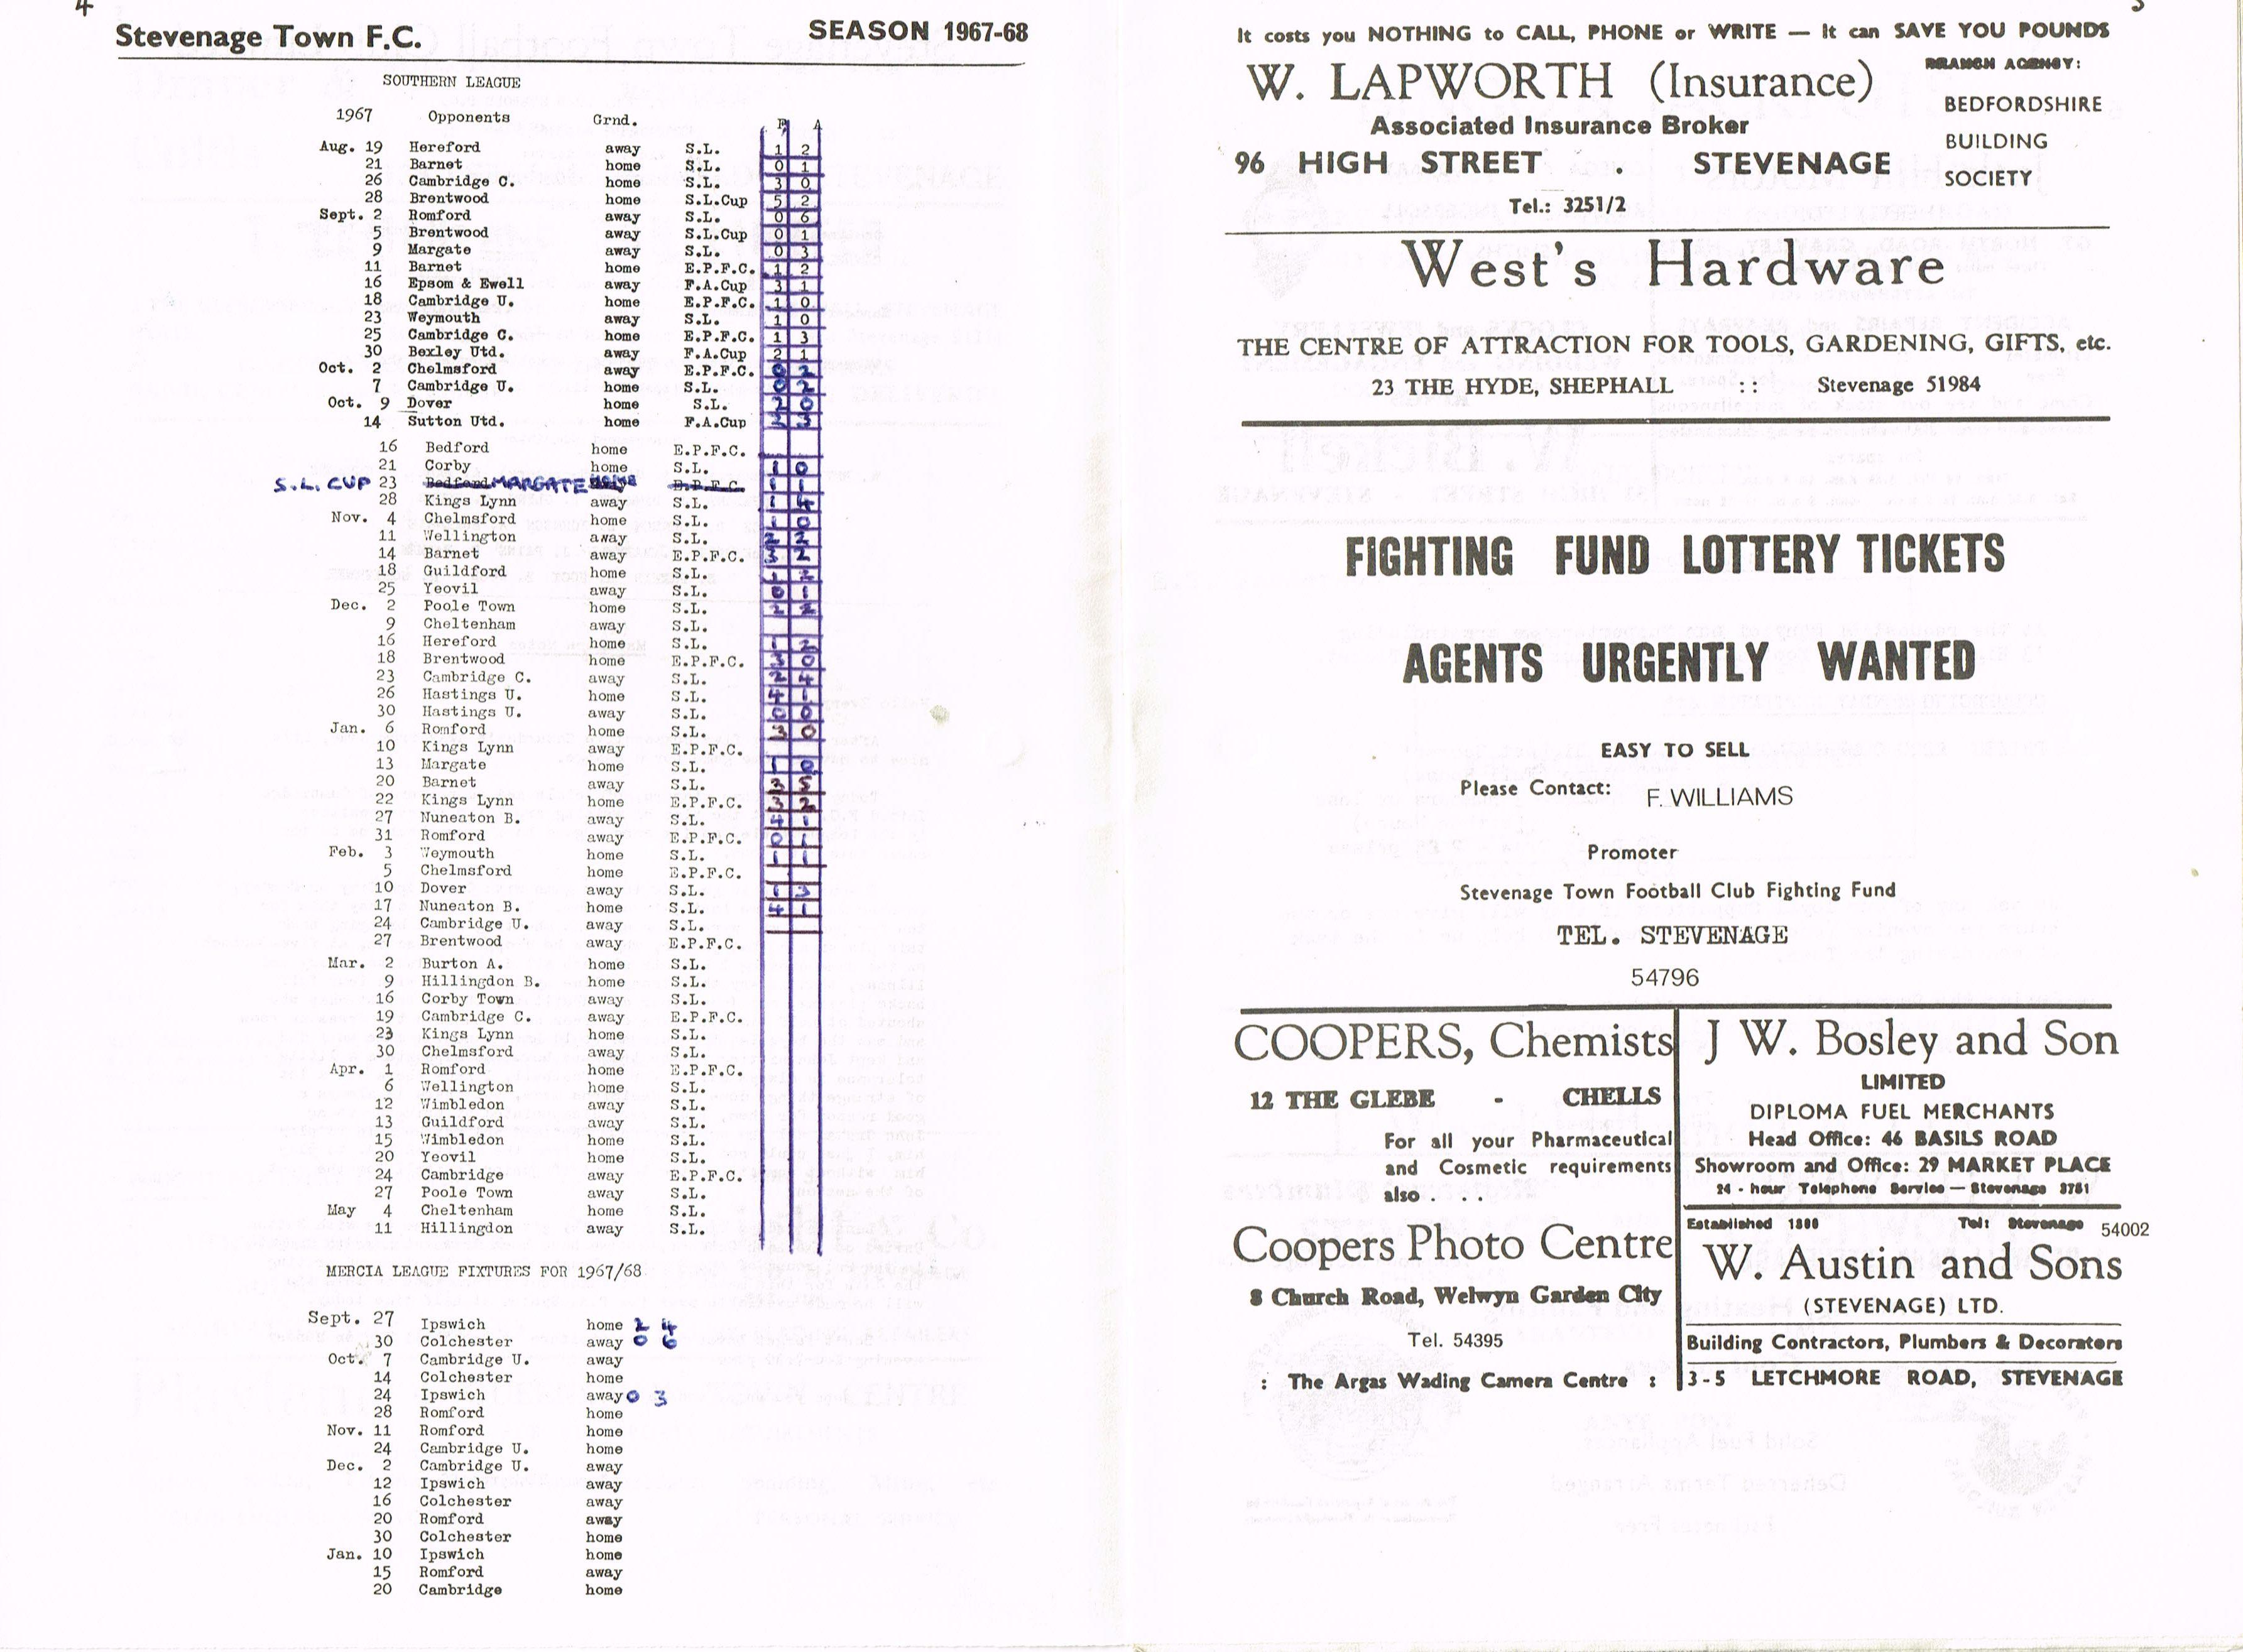 4
Stevenage Town F.C. SEASON 1967-68
SOUTHERN LEAGUE
1967 Opponents Grnd. F A
Aug. 19 Hereford away S.L. 1 2
21 Barnet home S.L. 0 1
26 Cambridge C. home S.L. 3 0
28 Brentwood home S.L.Cup 5 2
Sept. 2 Romford away S.L. 0 6
Brentwood away S.L.Cup 0 1
9 Margate away S.L. 0 3
11 Barnet home E.P.F.C. 1 2
16 Epsom & Ewell away F.A.Cup 3 1
18 Cambridge U. home E.P.F.C. 1 0
23 Weymouth away S.L. 1 0
25 Cambridge C. home E.P.F.C. 1 3
30 Bexley Utd. away F.A.Cup 2 1
Oct. 2 Chelmsford away E.P.F.C. 0 2
7 Cambridge U. home S.L. 0 2
Oct. 9 Dover home S.L. 2 0
14 Sutton Utd. home F.A.Cup 2 3
16 Bedford home E.P.F.C.
21 Corby home S.L. 1 0
S.L. CUP 23 Bedford MARGATE E.P.F.C. 1 1
28 Kings Lynn away S.L. 1 4
Nov. 4 Chelmsford home S.L. 1 0
11 Wellington away S.L. 2 2
14 Barnet away E.P.F.C. 3 2
18 Guildford home S.L.
25 Yeovil away S.L. 0 1
Dec. 2 Poole Town home S.L.
9 Cheltenham away S.L.
16 Hereford home S.L. 1 2
18 Brentwood home E.P.F.C. 3 0
23 Cambridge C. away S.L. 2 4
26 Hastings U. home S.L. 4 1
30 Hastings U. away S.L. 0 0
Jan. 6 Romford home S.L. 3 0
10 Kings Lynn away E.P.F.C.
13 Margate home S.L. 1 0
20 Barnet away S.L. 3 5
22 Kings Lynn home E.P.F.C. 3 2
27 Nuneaton B. away S.L. 4 1
31 Romford away E.P.F.C. 0 1
Feb. 3 Weymouth home S.L. 1 1
5 Chelmsford home E.P.F.C.
10 Dover away S.L. 1 3
17 Nuneaton B. home S.L. 4 1
24 Cambridge U. away S.L.
27 Brentwood away E.P.F.C.
Mar. 2 Burton A. home S.L.
9 Hillingdon B. home S.L.
16 Corby Town away S.L.
19 Cambridge C. away E.P.F.C.
23 Kings Lynn home S.L.
30 Chelmsford away S.L.
Apr. 1 Romford home E.P.F.C.
6 Wellington home S.L.
12 Wimbledon away S.L.
13 Guildford away S.L.
15 Wimbledon home S.L.
20 Yeovil home S.L.
24 Cambridge away E.P.F.C.
27 Poole Town away S.L.
May 4 Cheltenham home S.L.
11 Hillingdon away S.L.
MERCIA LEAGUE FIXTURES FOR 1967/68
Sept. 27 Ipswich home 2 4
30 Colchester away 0 6
Oct. 7 Cambridge U. away
14 Colchester home
24 Ipswich away 0 3
28 Romford home
Nov. 11 Romford home
24 Cambridge U. home
Dec. 2 Cambridge U. away
12 Ipswich away
16 Colchester away
20 Romford away
30 Colchester home
Jan. 10 Ipswich home
15 Romford away
20 Cambridge home
It costs you NOTHING to CALL, PHONE or WRITE — It can SAVE YOU POUNDS
W. LAPWORTH (Insurance)
Associated Insurance Broker
96 HIGH STREET . STEVENAGE
Tel.: 3251/2
BRANCH AGENCY:
BEDFORDSHIRE
BUILDING
SOCIETY
West's Hardware
THE CENTRE OF ATTRACTION FOR TOOLS, GARDENING, GIFTS, etc.
23 THE HYDE, SHEPHALL :: Stevenage 51984
FIGHTING FUND LOTTERY TICKETS
AGENTS URGENTLY WANTED
EASY TO SELL
Please Contact: F. WILLIAMS
Promoter
Stevenage Town Football Club Fighting Fund
TEL. STEVENAGE
54796
COOPERS, Chemists
12 THE GLEBE - CHELLS
For all your Pharmaceutical
and Cosmetic requirements
also . . .
Coopers Photo Centre
8 Church Road, Welwyn Garden City
Tel. 54395
: The Argas Wading Camera Centre :
J W. Bosley and Son
LIMITED
DIPLOMA FUEL MERCHANTS
Head Office: 46 BASILS ROAD
Showroom and Office: 29 MARKET PLACE
24 - hour Telephone Service — Stevenage 3781
Established 1800 Tel: Stevenage 54002
W. Austin and Sons
(STEVENAGE) LTD.
Building Contractors, Plumbers & Decorators
3-5 LETCHMORE ROAD, STEVENAGE